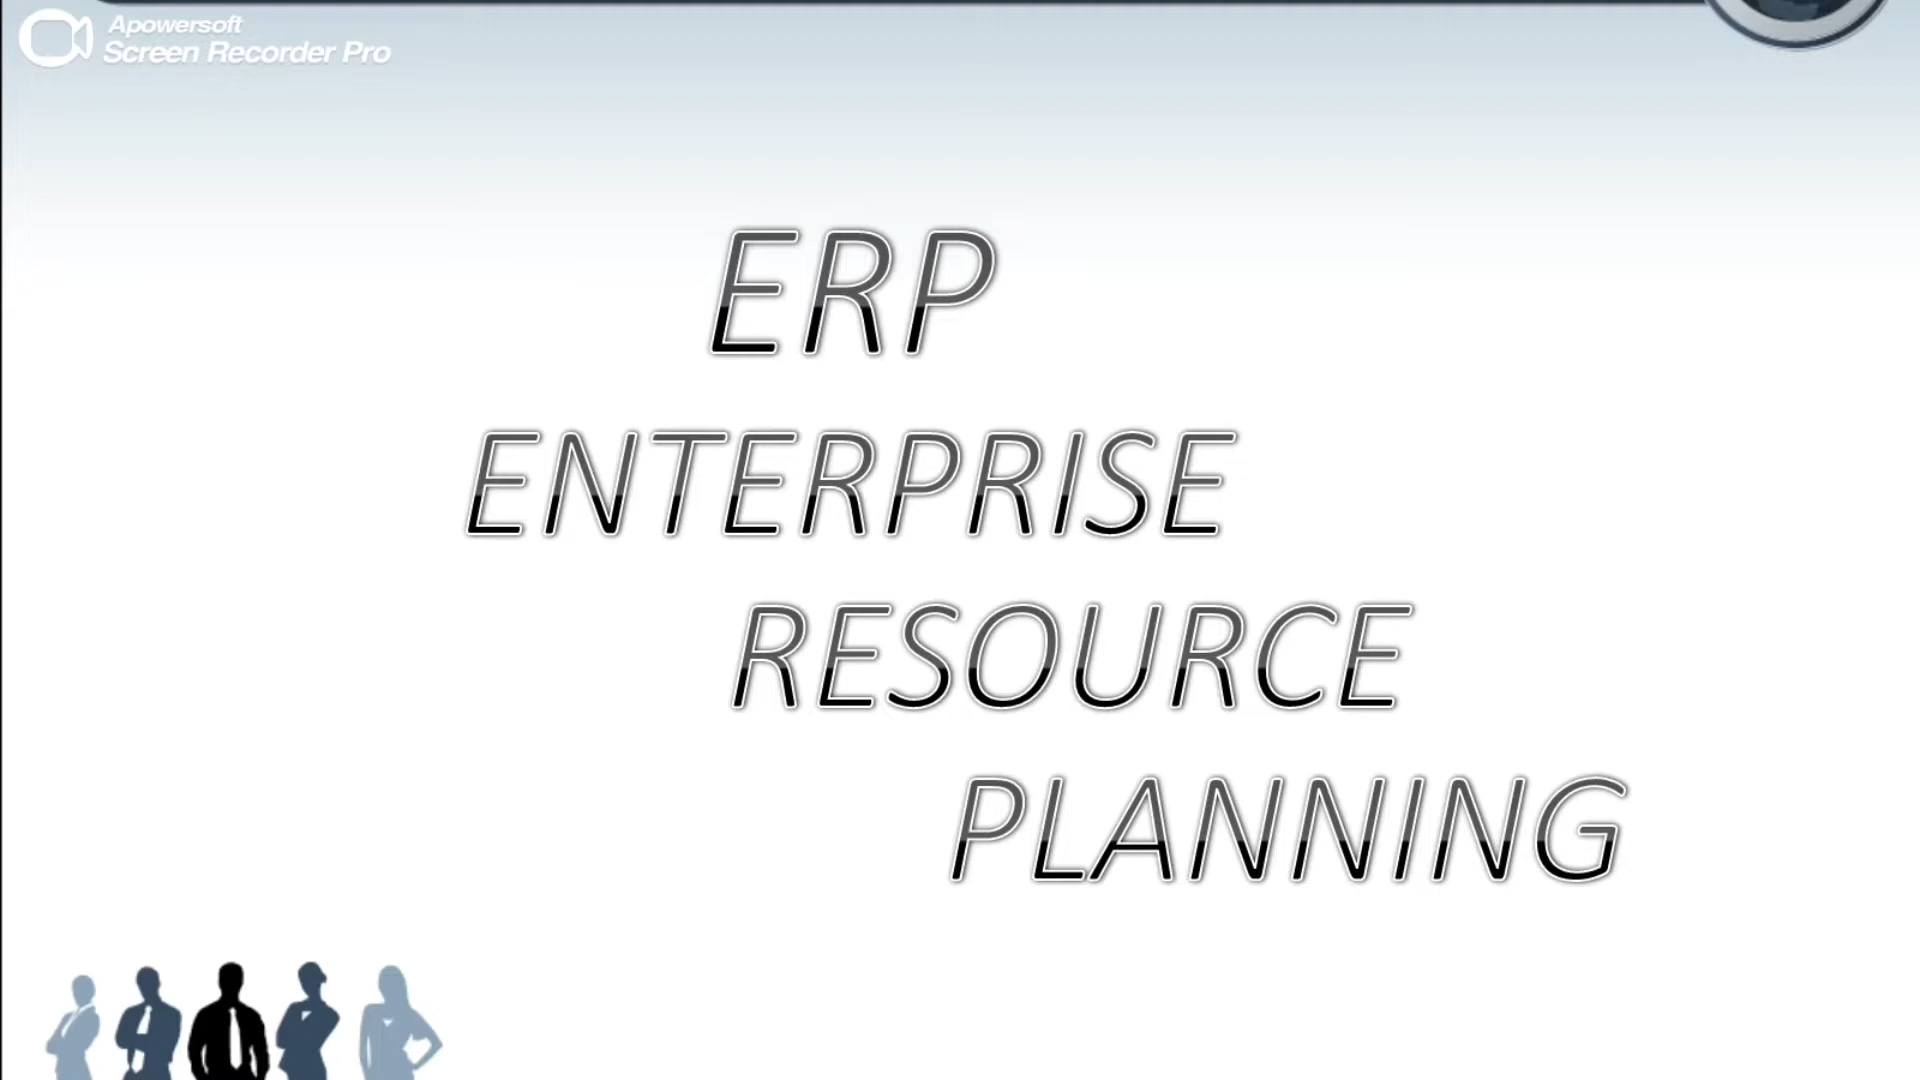 Apowersoft
Screen Recorder Pro
ERP
ENTERPRISE
RESOURCE
PLANNING